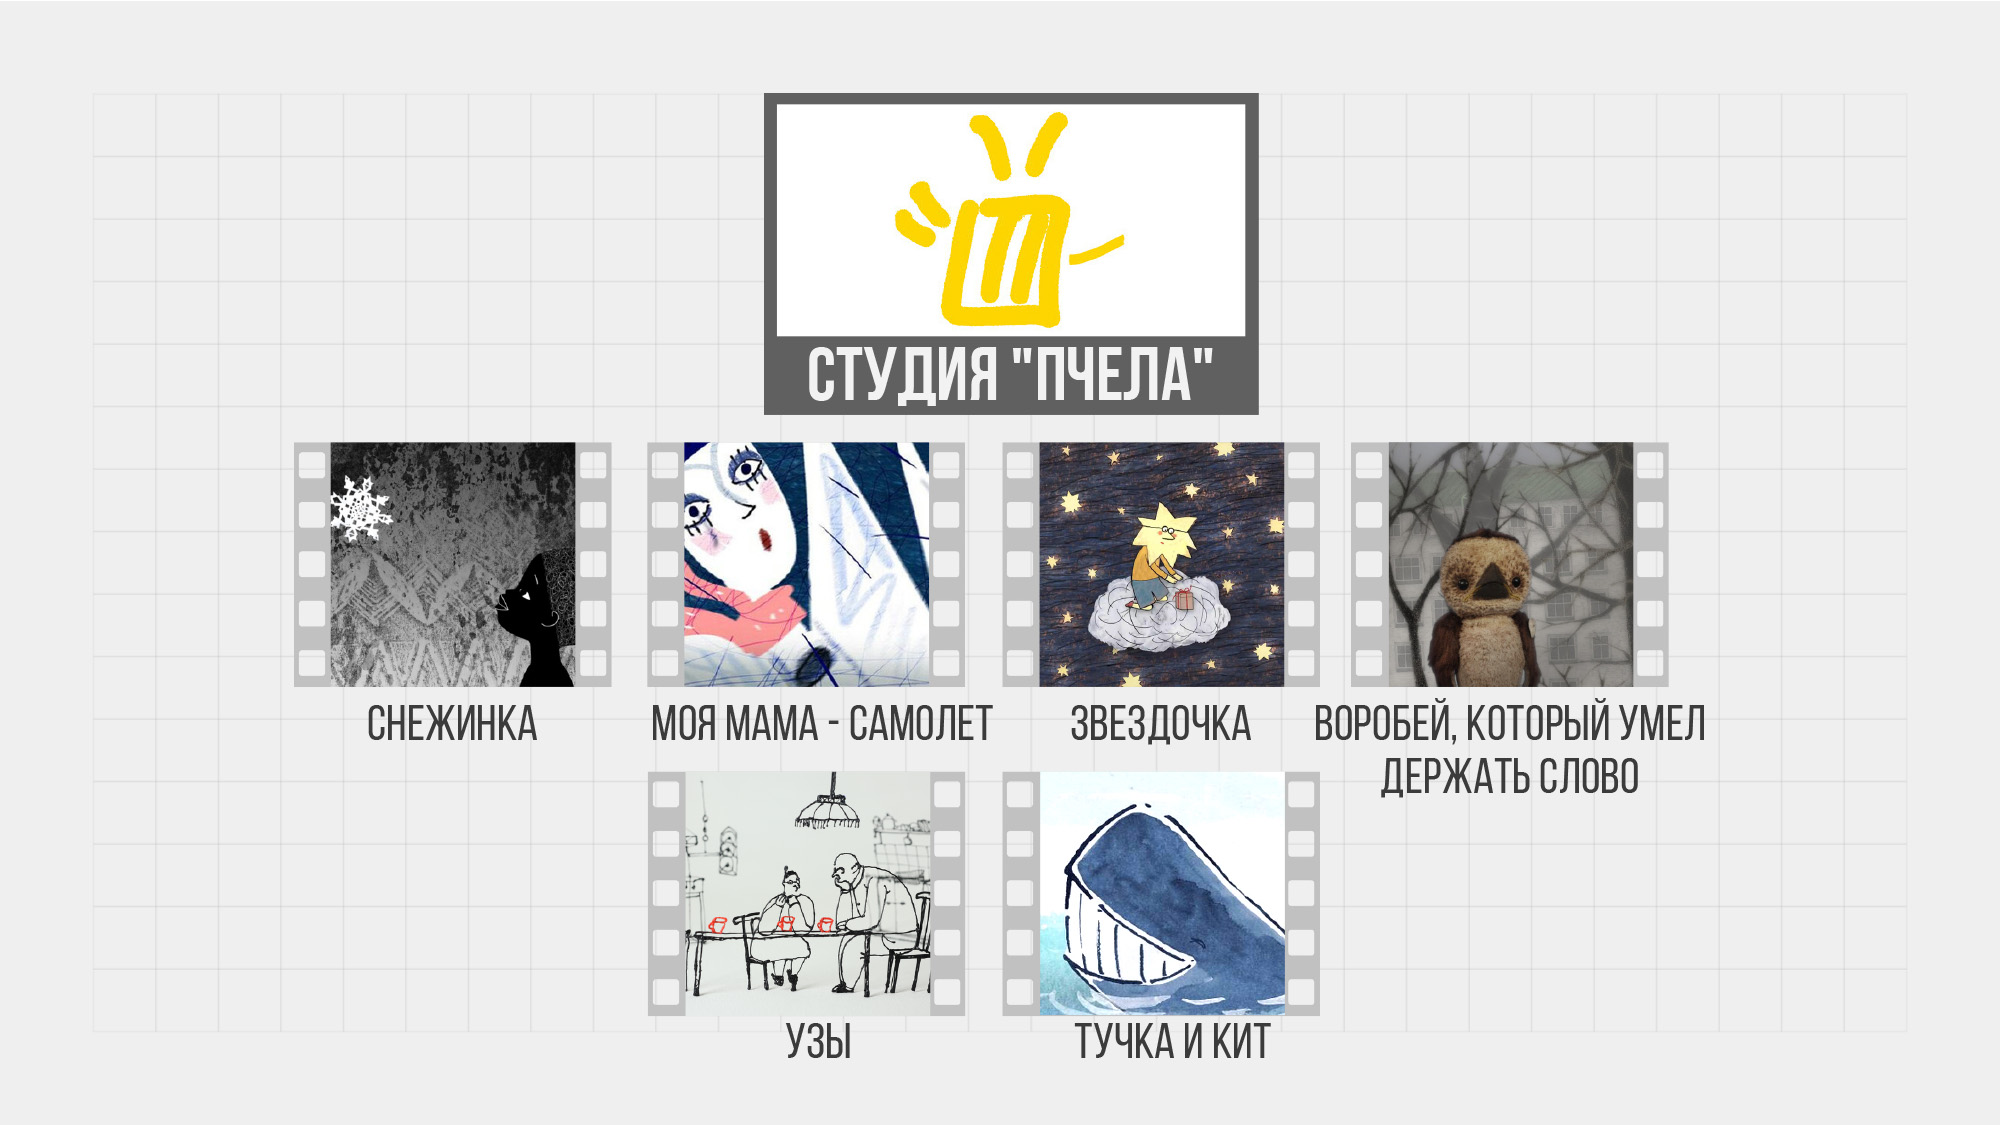 СТУДИЯ "ПЧЕЛА"
СНЕЖИНКА
МОЯ МАМА - САМОЛЕТ
ЗВЕЗДОЧКА
ВОРОБЕЙ, КОТОРЫЙ УМЕЛ
ДЕРЖАТЬ СЛОВО
УЗЫ
ТУЧКА И КИТ